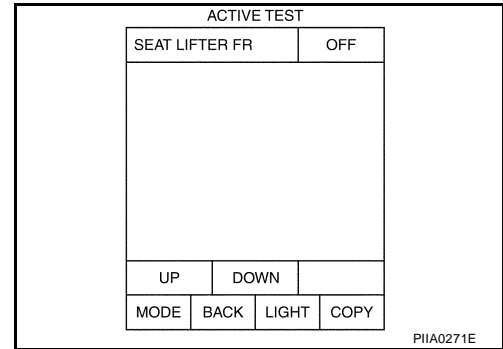 ACTIVE TEST
SEAT LIFTER FR OFF
UP DOWN
MODE BACK LIGHT COPY
PIIA0271E